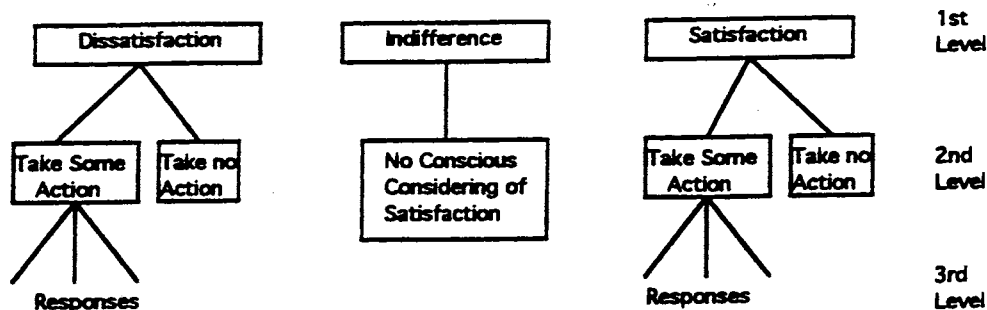 Dissatisfaction
Indifference
Satisfaction
1st
Level
Take Some
Action
Take no
Action
No Conscious
Considering of
Satisfaction
Take Some
Action
Take no
Action
2nd
Level
Responses
Responses
3rd
Level